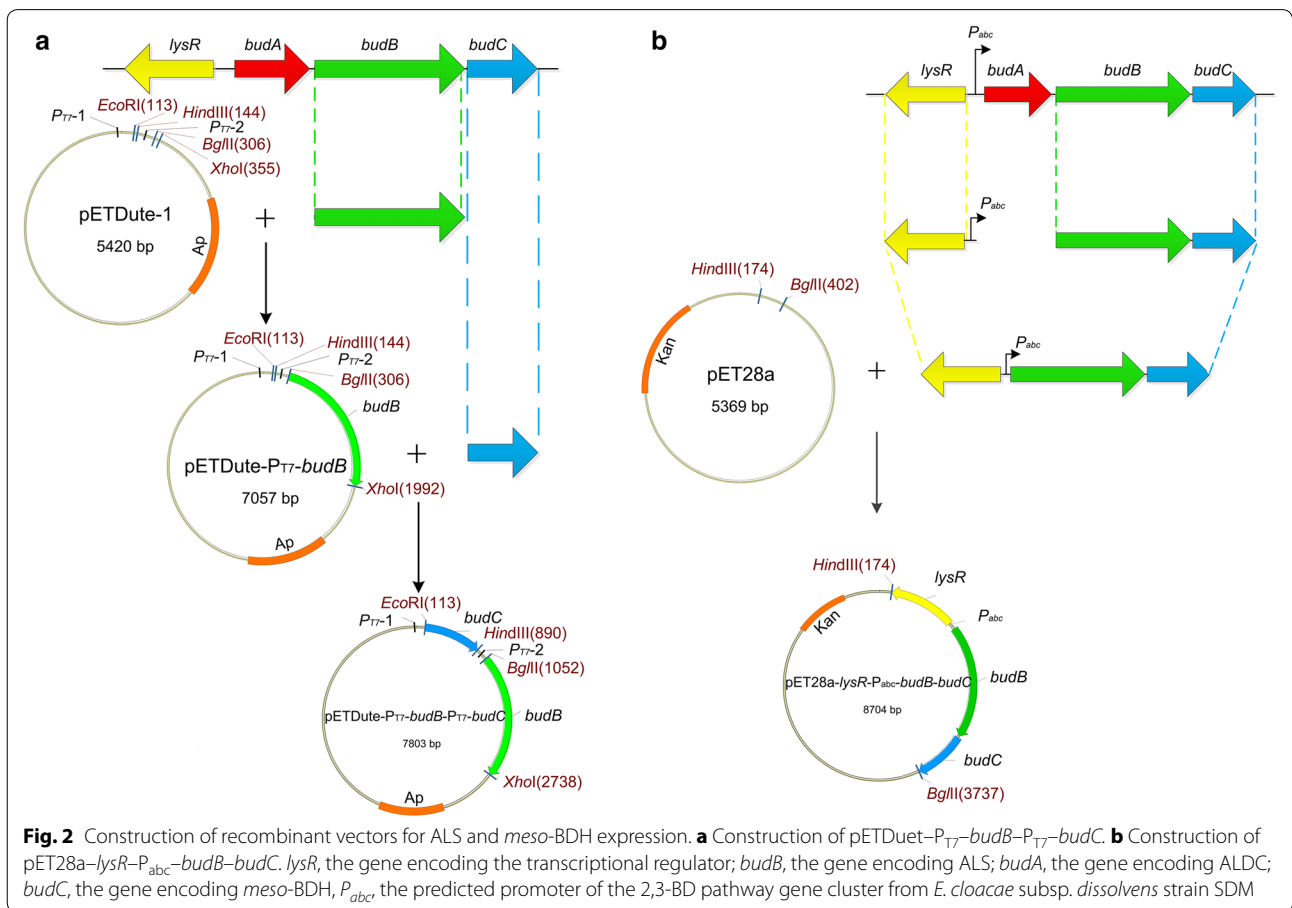 a
lysR budA budB budC
EcoRI(113)
HindIII(144)
PT7-1
PT7-2
BglII(306)
XhoI(355)
pETDute-1
5420 bp
Ap
+
EcoRI(113)
HindIII(144)
PT7-1
PT7-2
BglII(306)
budB
pETDute-PT7-budB
7057 bp
XhoI(1992)
Ap
+
EcoRI(113)
PT7-1
budC
HindIII(890)
PT7-2
BglII(1052)
pETDute-PT7-budB-PT7-budC
7803 bp
budB
XhoI(2738)
Ap
b
Pabc
lysR budA budB budC
Pabc
HindIII(174)
BglII(402)
Kan
pET28a
5369 bp
+
Pabc
HindIII(174)
lysR
Kan
Pabc
pET28a-lysR-Pabc-budB-budC
8704 bp
budB
budC
BglII(3737)
Fig. 2 Construction of recombinant vectors for ALS and meso-BDH expression. a Construction of pETDuet–PT7–budB–PT7–budC. b Construction of
pET28a–lysR–Pabc–budB–budC. lysR, the gene encoding the transcriptional regulator; budB, the gene encoding ALS; budA, the gene encoding ALDC;
budC, the gene encoding meso-BDH, Pabc, the predicted promoter of the 2,3-BD pathway gene cluster from E. cloacae subsp. dissolvens strain SDM